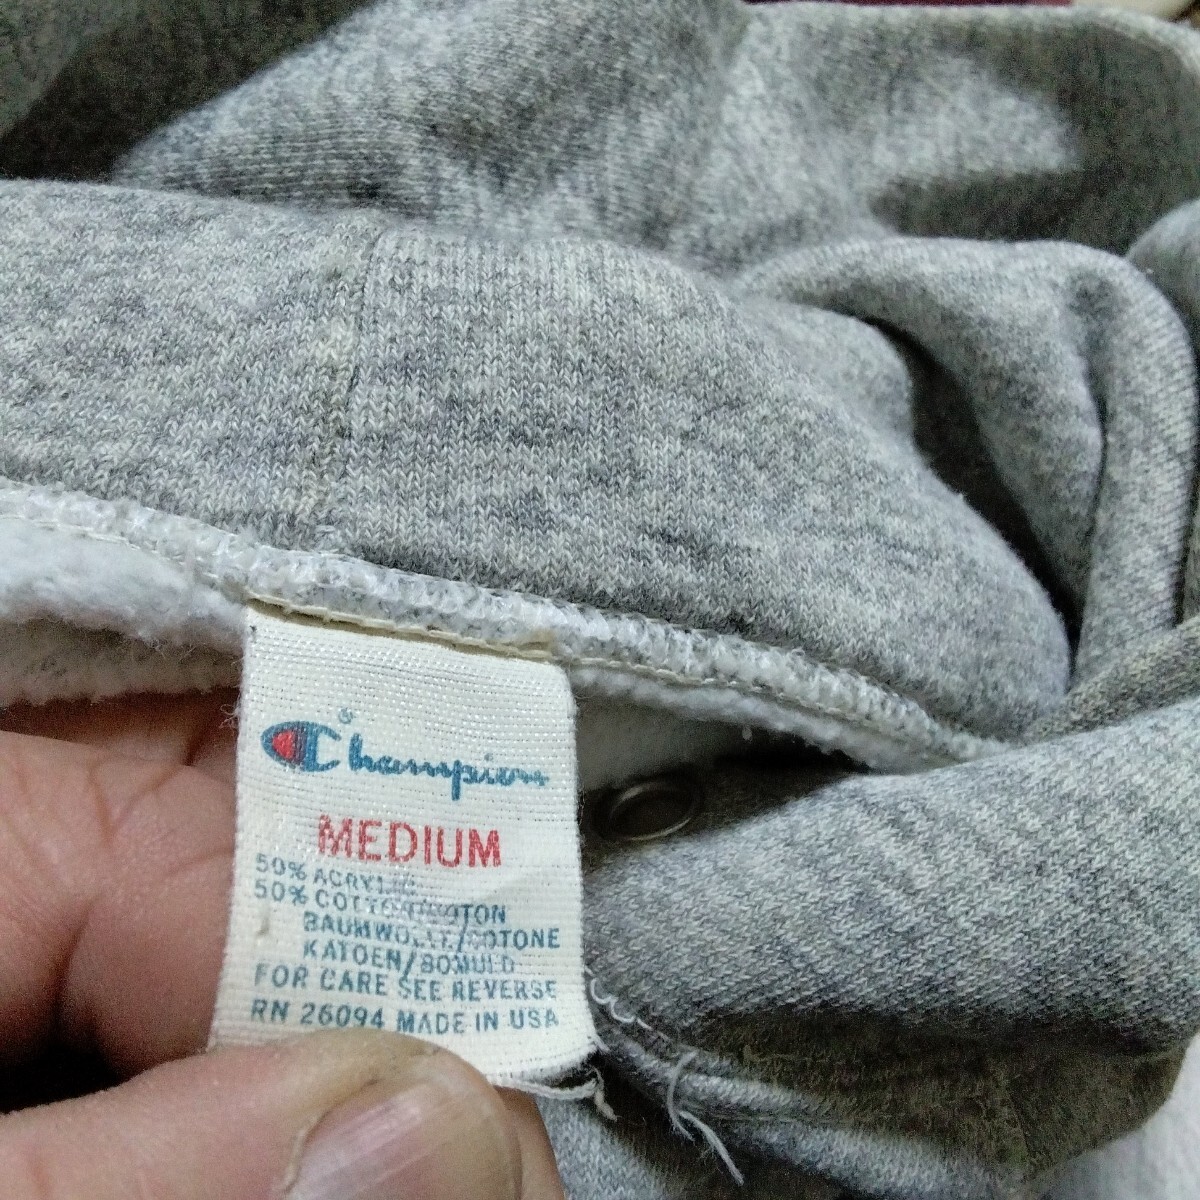 Champion®
MEDIUM
50% ACRYLIC
50% COTTON/COTON
BAUMWOLLE/COTONE
KATOEN/BOMULD
FOR CARE SEE REVERSE
RN 26094 MADE IN USA